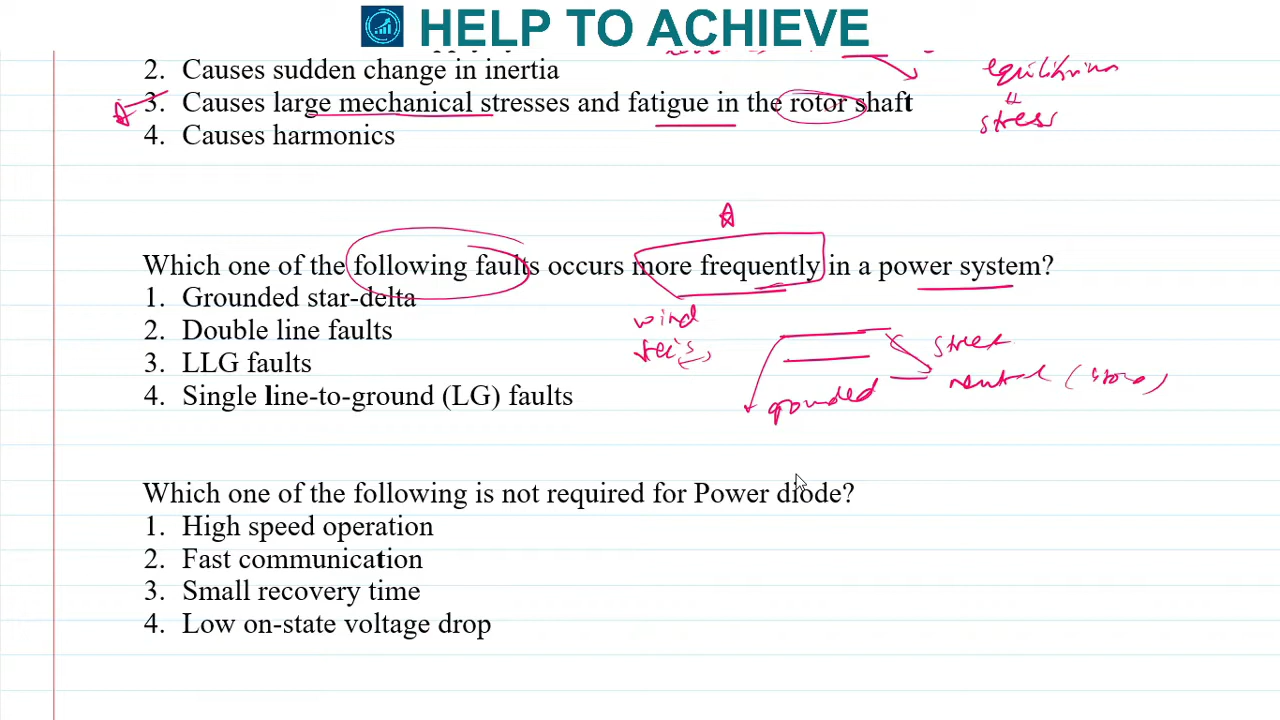 HELP TO ACHIEVE
2. Causes sudden change in inertia
equilibrium
3. Causes large mechanical stresses and fatigue in the rotor shaft
stress
4. Causes harmonics
Which one of the following faults occurs more frequently in a power system?
1. Grounded star-delta
wind
2. Double line faults
3. LLG faults
neutral
4. Single line-to-ground (LG) faults
grounded
Which one of the following is not required for Power diode?
1. High speed operation
2. Fast communication
3. Small recovery time
4. Low on-state voltage drop